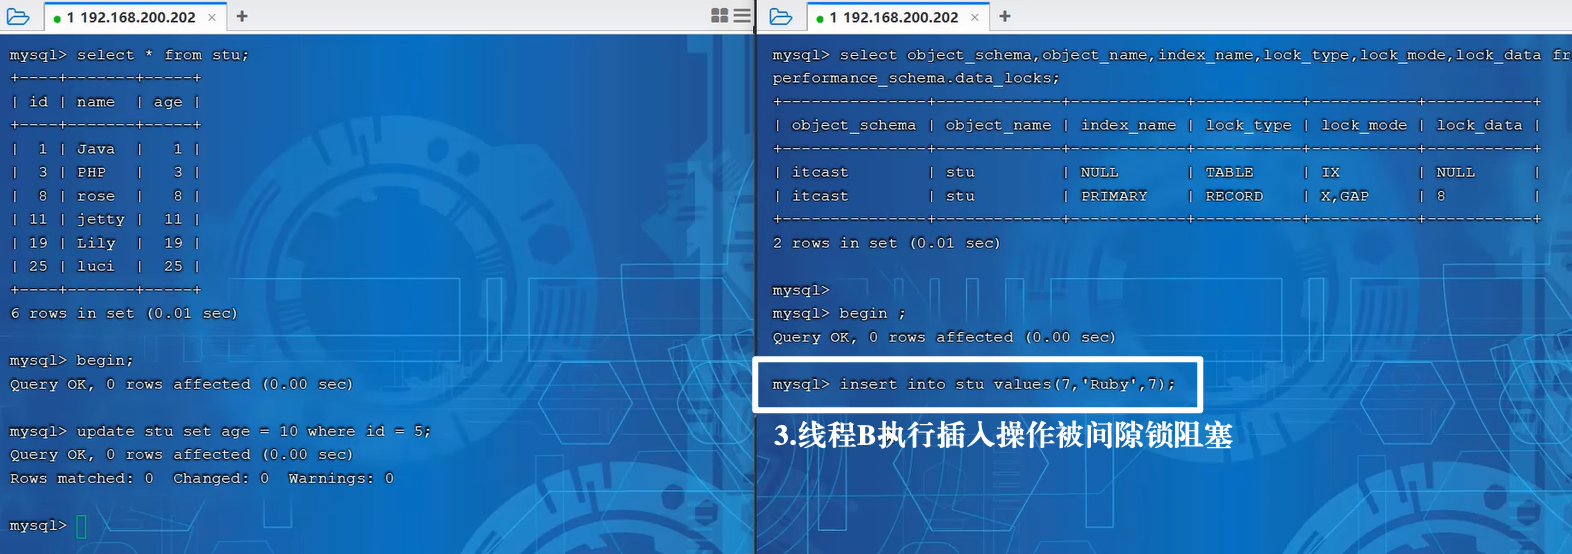 1 192.168.200.202 × +
mysql> select * from stu;
+----+-------+-----+
| id | name  | age |
+----+-------+-----+
|  1 | Java  |   1 |
|  3 | PHP   |   3 |
|  8 | rose  |   8 |
| 11 | jetty |  11 |
| 19 | Lily  |  19 |
| 25 | luci  |  25 |
+----+-------+-----+
6 rows in set (0.01 sec)
mysql> begin;
Query OK, 0 rows affected (0.00 sec)
mysql> update stu set age = 10 where id = 5;
Query OK, 0 rows affected (0.00 sec)
Rows matched: 0  Changed: 0  Warnings: 0
mysql>
1 192.168.200.202 × +
mysql> select object_schema,object_name,index_name,lock_type,lock_mode,lock_data fr
performance_schema.data_locks;
+---------------+-------------+------------+-----------+-----------+-----------+
| object_schema | object_name | index_name | lock_type | lock_mode | lock_data |
+---------------+-------------+------------+-----------+-----------+-----------+
| itcast        | stu         | NULL       | TABLE     | IX        | NULL      |
| itcast        | stu         | PRIMARY    | RECORD    | X,GAP     | 8         |
+---------------+-------------+------------+-----------+-----------+-----------+
2 rows in set (0.01 sec)
mysql>
mysql> begin ;
Query OK, 0 rows affected (0.00 sec)
mysql> insert into stu values(7,'Ruby',7);
3.线程B执行插入操作被间隙锁阻塞